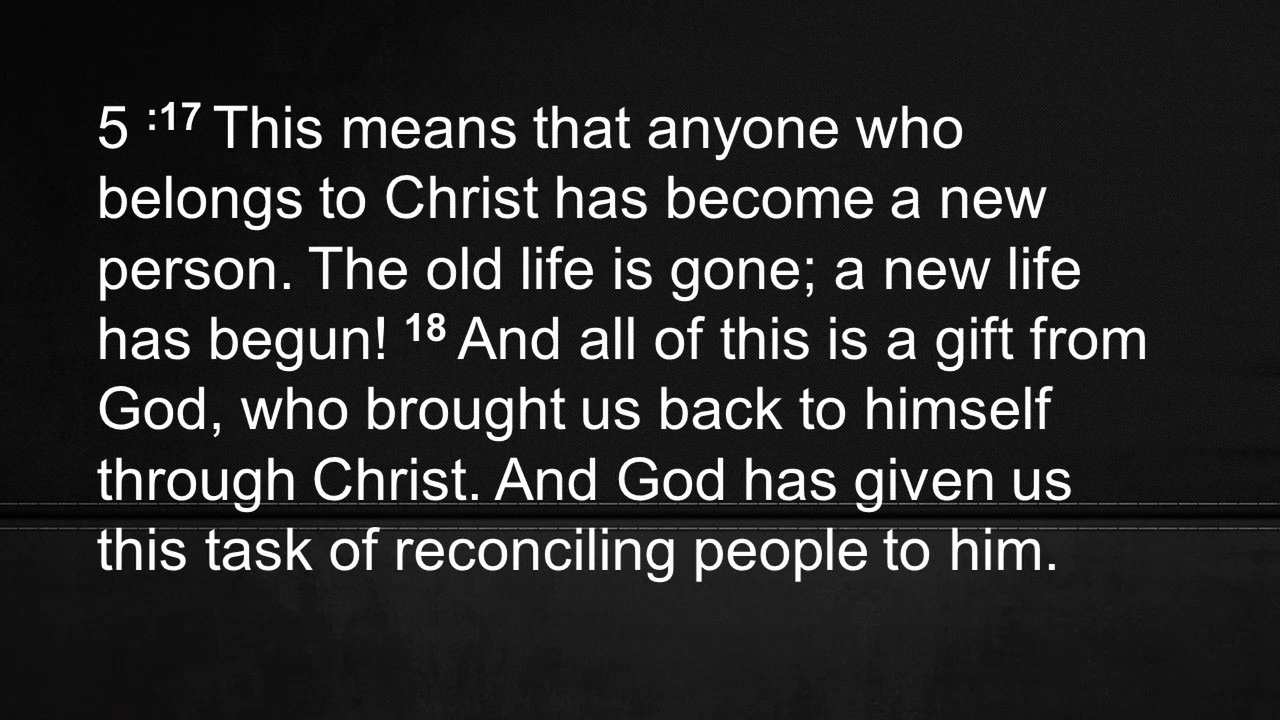 5 :17 This means that anyone who
belongs to Christ has become a new
person. The old life is gone; a new life
has begun! 18 And all of this is a gift from
God, who brought us back to himself
through Christ. And God has given us
this task of reconciling people to him.